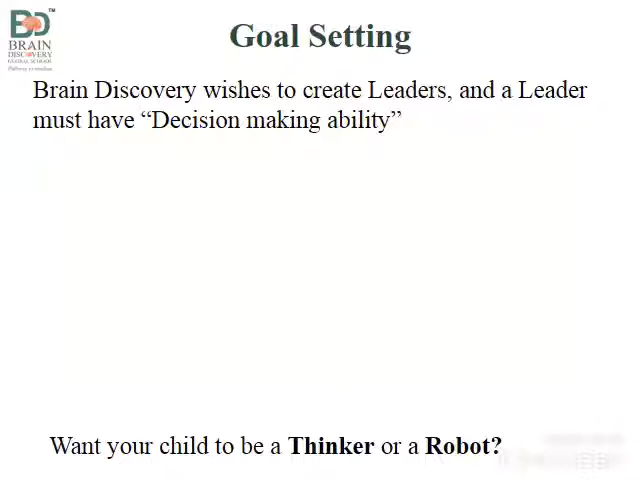 BD™
BRAIN
DISCOVERY
Goal Setting
Brain Discovery wishes to create Leaders, and a Leader
must have “Decision making ability”
Want your child to be a Thinker or a Robot?